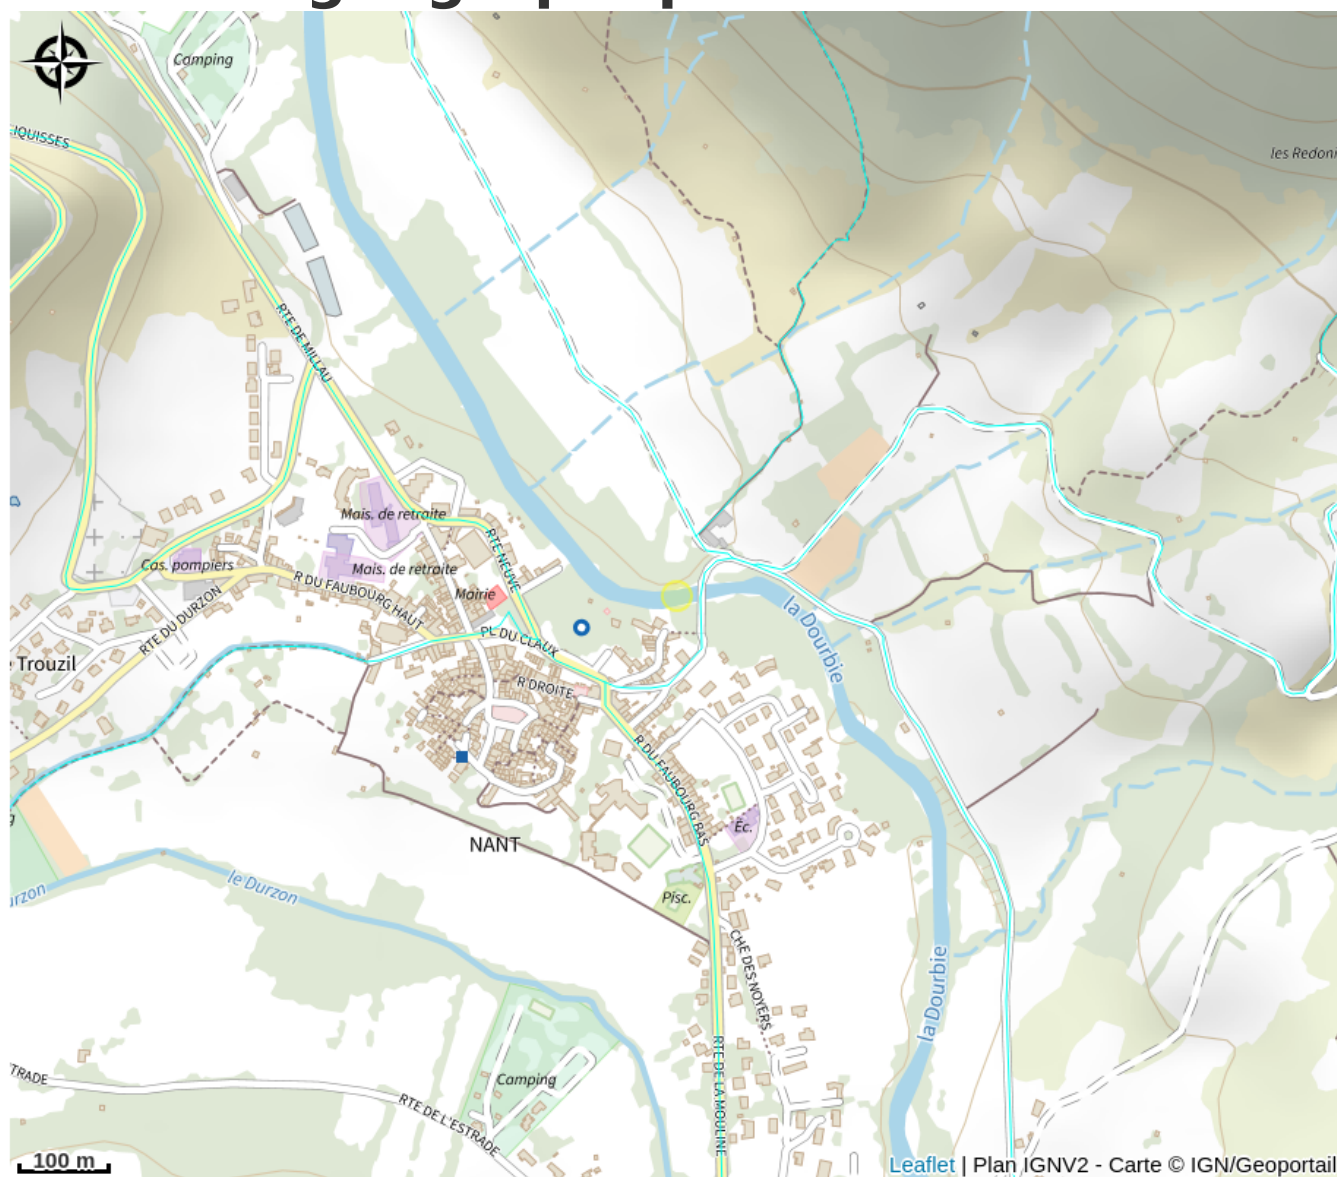 Camping
IQUISSES
les Redon
RTE DE MILLAU
Mais. de retraite
RTE NEUVE
Cas. pompiers
Mais. de retraite
R DU FAUBOURG HAUT
Mairie
RTE DU DURZON
PL DU CLAUX
la Dourbie
Trouzil
R DROITE
R DU FAUBOURG BAS
Éc.
NANT
le Durzon
urzon
Pisc.
CHE DES NOYERS
la Dourbie
TRADE
Camping
RTE DE L'ESTRADE
RTE DE LA MOULINE
100 m
Leaflet | Plan IGNV2 - Carte © IGN/Geoportail